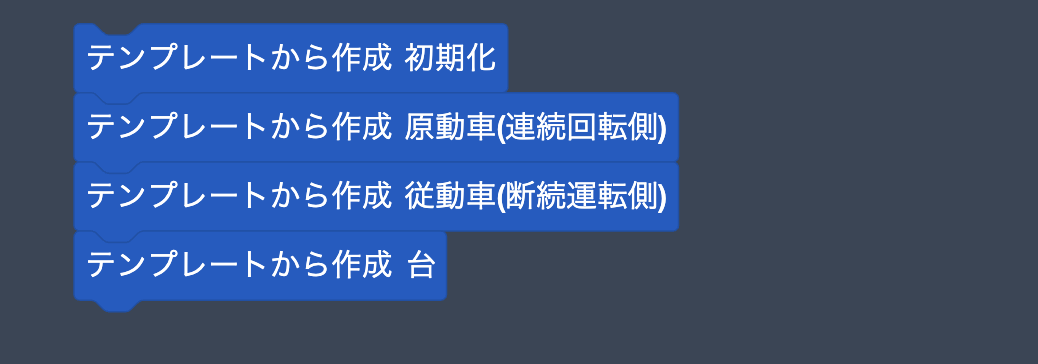 テンプレートから作成 初期化
テンプレートから作成 原動車(連続回転側)
テンプレートから作成 従動車(断続運転側)
テンプレートから作成 台